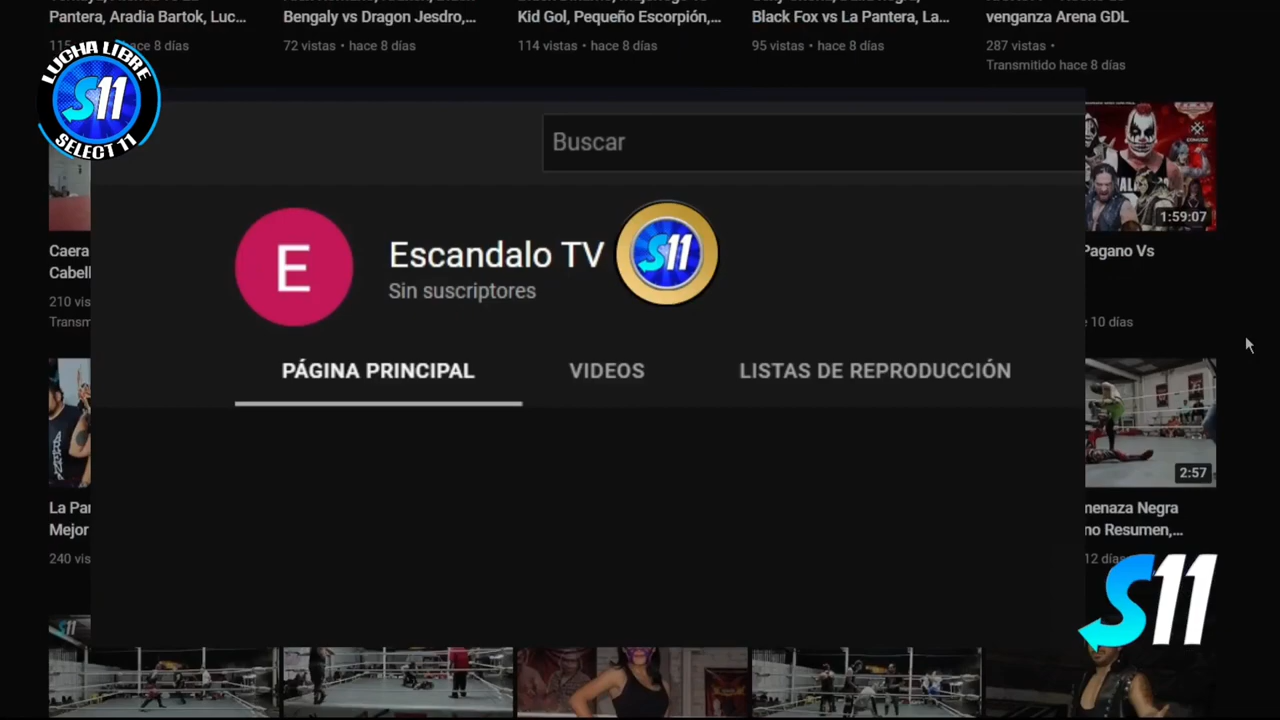 Pantera, Aradia Bartok, Luc...
Bengaly vs Dragon Jesdro,...
Kid Gol, Pequeño Escorpión,...
Black Fox vs La Pantera, La...
venganza Arena GDL
72 vistas • hace 8 días
114 vistas • hace 8 días
95 vistas • hace 8 días
287 vistas •
Transmitido hace 8 días
LUCHA LIBRE
S11
SELECT 11
Buscar
1:59:07
E
Escandalo TV
S11
Sin suscriptores
Caera
Cabell
Pagano Vs
210 vis
Transm
10 días
PÁGINA PRINCIPAL
VIDEOS
LISTAS DE REPRODUCCIÓN
2:57
La Pa
Mejor
menaza Negra
no Resumen,...
240 vis
12 días
S11
S11